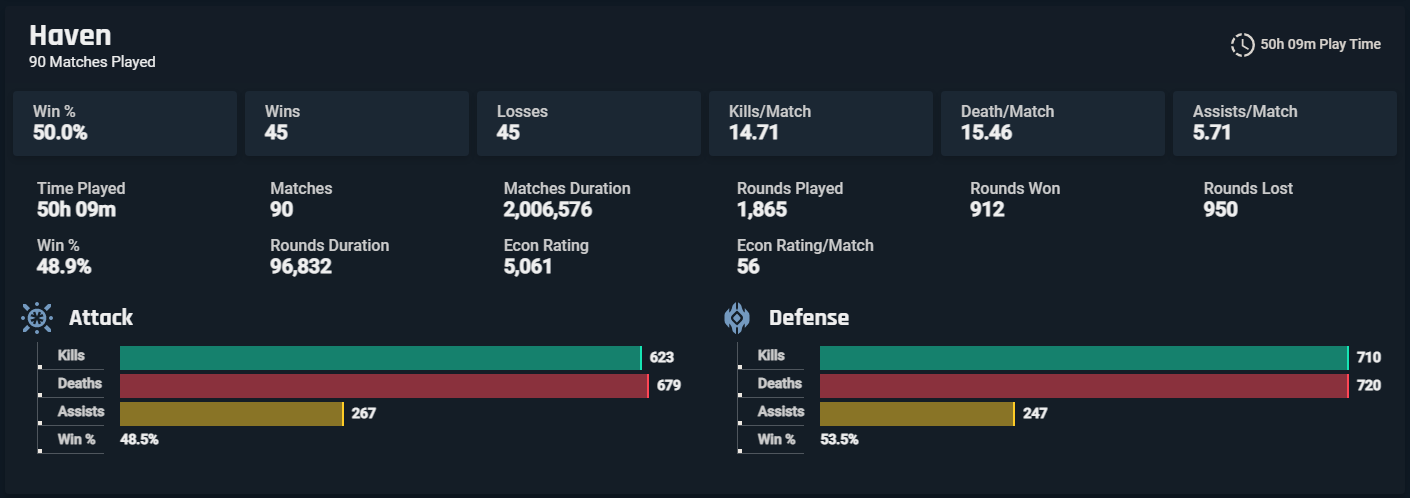 Haven
90 Matches Played
50h 09m Play Time
Win %
50.0%
Wins
45
Losses
45
Kills/Match
14.71
Death/Match
15.46
Assists/Match
5.71
Time Played
50h 09m
Matches
90
Matches Duration
2,006,576
Rounds Played
1,865
Rounds Won
912
Rounds Lost
950
Win %
48.9%
Rounds Duration
96,832
Econ Rating
5,061
Econ Rating/Match
56
Attack
Kills 623
Deaths 679
Assists 267
Win % 48.5%
Defense
Kills 710
Deaths 720
Assists 247
Win % 53.5%